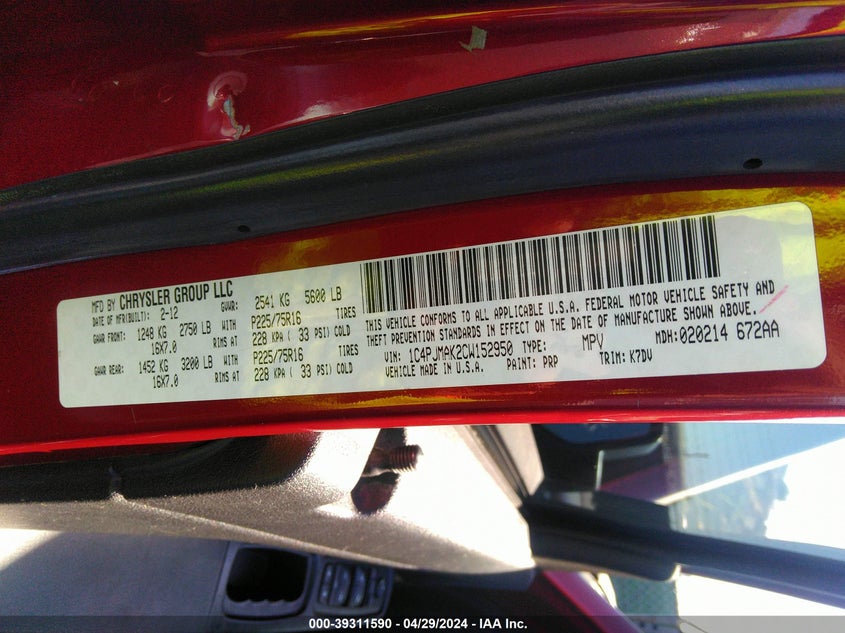 MFD BY CHRYSLER GROUP LLC
DATE OF MFR(BUILT): 2-12 GVWR: 2541 KG 5600 LB
GAWR FRONT: 1248 KG 2750 LB WITH P225/75R16 TIRES
16X7.0 RIMS AT 228 KPA ( 33 PSI) COLD
GAWR REAR: 1452 KG 3200 LB WITH P225/75R16 TIRES
16X7.0 RIMS AT 228 KPA ( 33 PSI) COLD
THIS VEHICLE CONFORMS TO ALL APPLICABLE U.S.A. FEDERAL MOTOR VEHICLE SAFETY AND
THEFT PREVENTION STANDARDS IN EFFECT ON THE DATE OF MANUFACTURE SHOWN ABOVE.
MDH:020214 672AA
VIN: 1C4PJMAK2CW152950 TYPE: MPV
VEHICLE MADE IN U.S.A. PAINT: PRP TRIM: K7DV
000-39311590 - 04/29/2024 - IAA Inc.